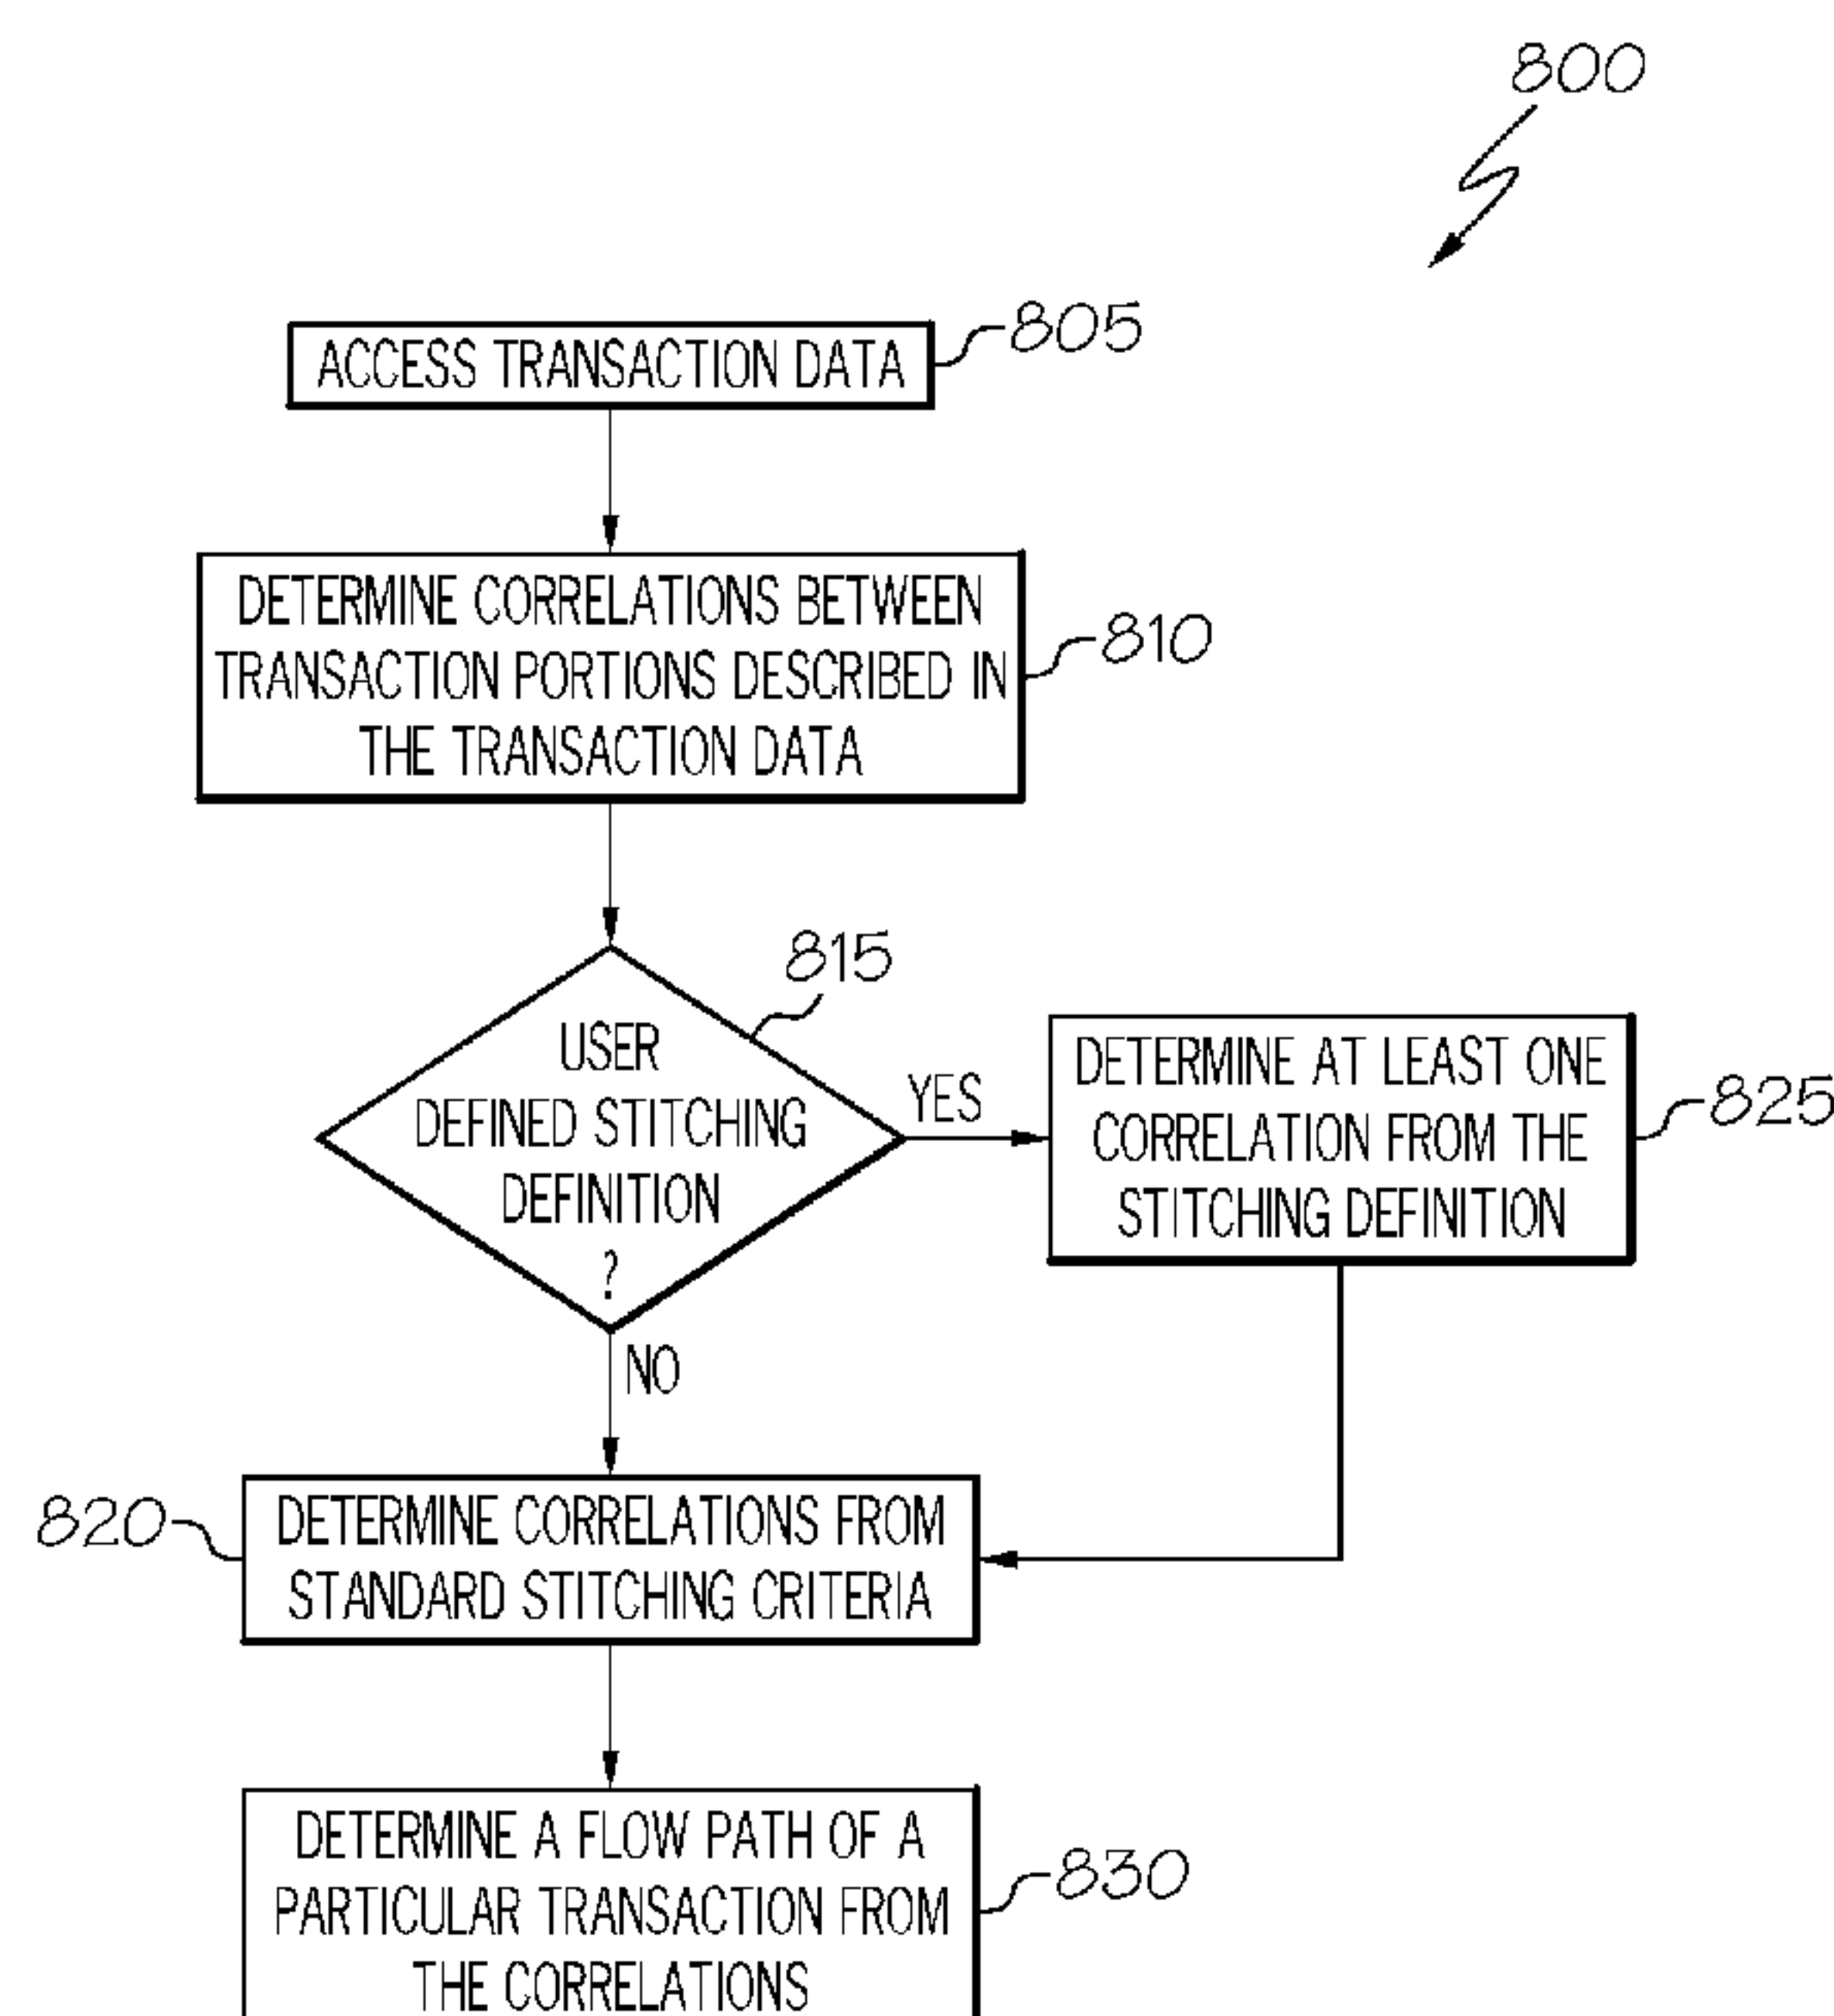 800
ACCESS TRANSACTION DATA
805
DETERMINE CORRELATIONS BETWEEN
TRANSACTION PORTIONS DESCRIBED IN
THE TRANSACTION DATA
810
815
USER
DEFINED STITCHING
DEFINITION
?
YES
DETERMINE AT LEAST ONE
CORRELATION FROM THE
STITCHING DEFINITION
825
NO
820
DETERMINE CORRELATIONS FROM
STANDARD STITCHING CRITERIA
DETERMINE A FLOW PATH OF A
PARTICULAR TRANSACTION FROM
THE CORRELATIONS
830